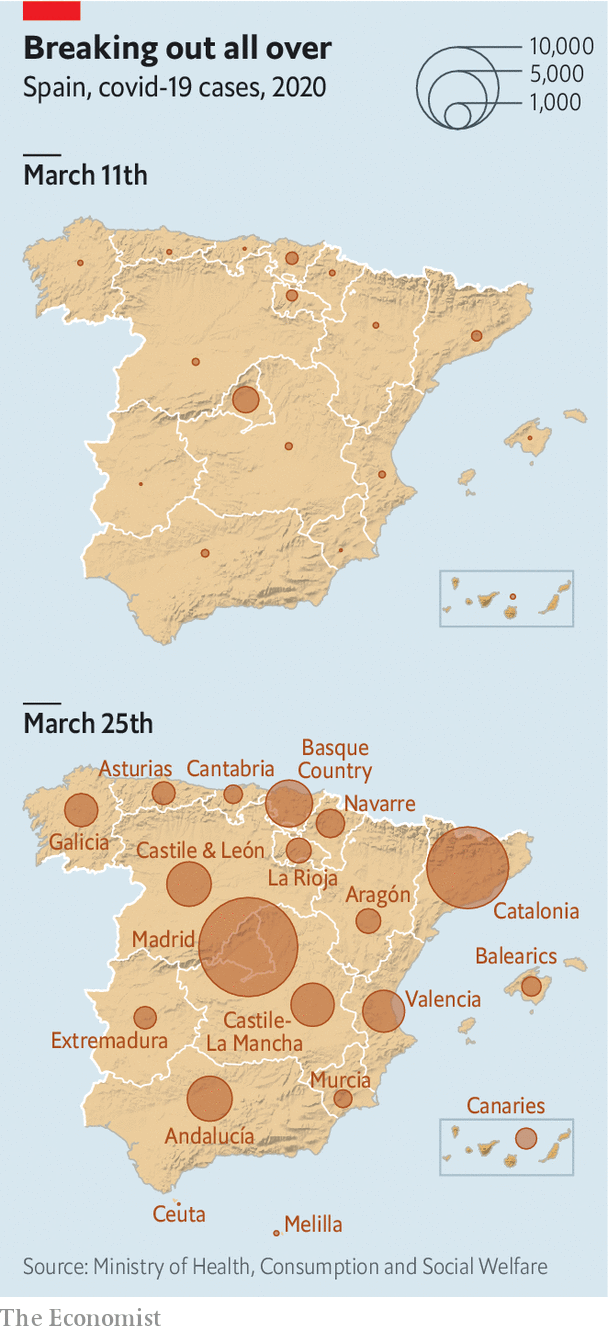 Breaking out all over
Spain, covid-19 cases, 2020
10,000
5,000
1,000
March 11th
March 25th
Asturias
Cantabria
Basque
Country
Galicia
Navarre
Castile & León
La Rioja
Aragón
Catalonia
Madrid
Balearics
Valencia
Extremadura
Castile-
La Mancha
Murcia
Canaries
Andalucía
Ceuta
Melilla
Source: Ministry of Health, Consumption and Social Welfare
The Economist